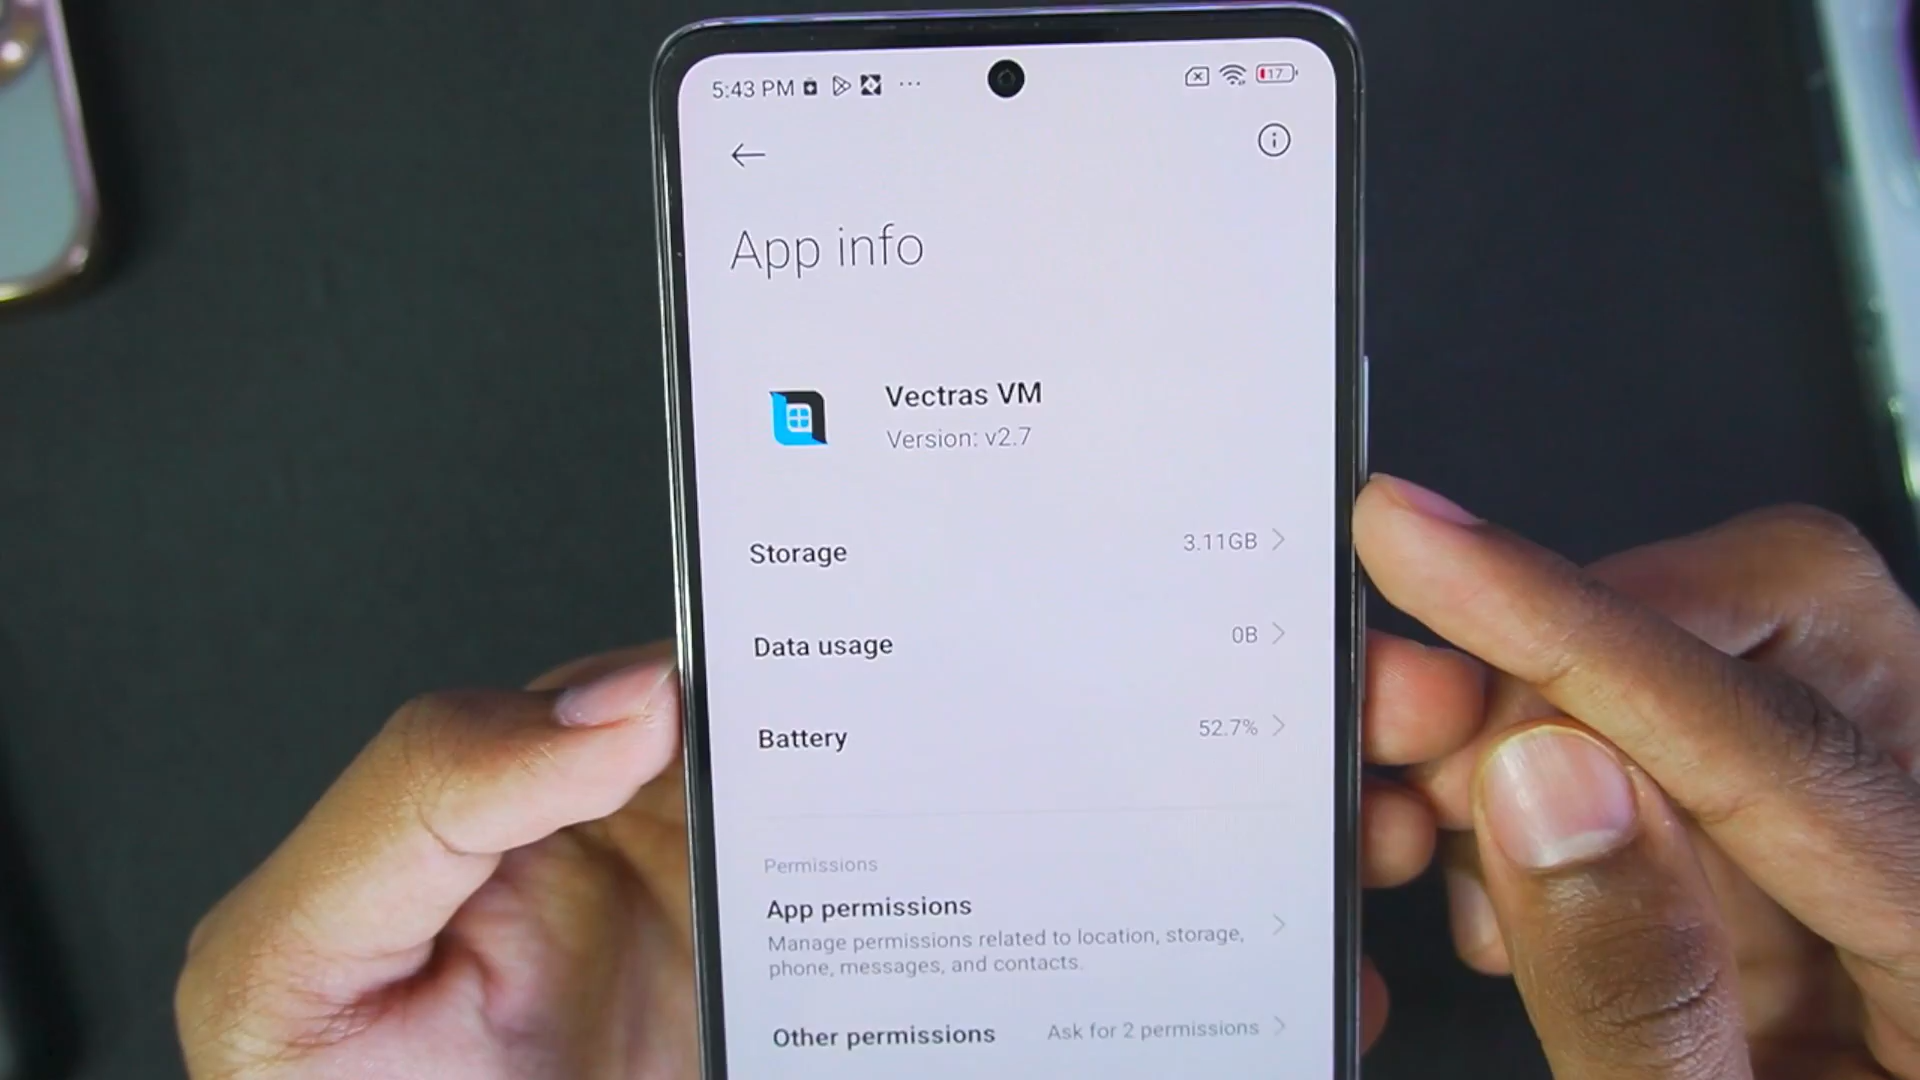 5:43 PM
17
App info
Vectras VM
Version: v2.7
Storage 3.11GB
Data usage 0B
Battery 52.7%
Permissions
App permissions
Manage permissions related to location, storage,
phone, messages, and contacts.
Other permissions Ask for 2 permissions